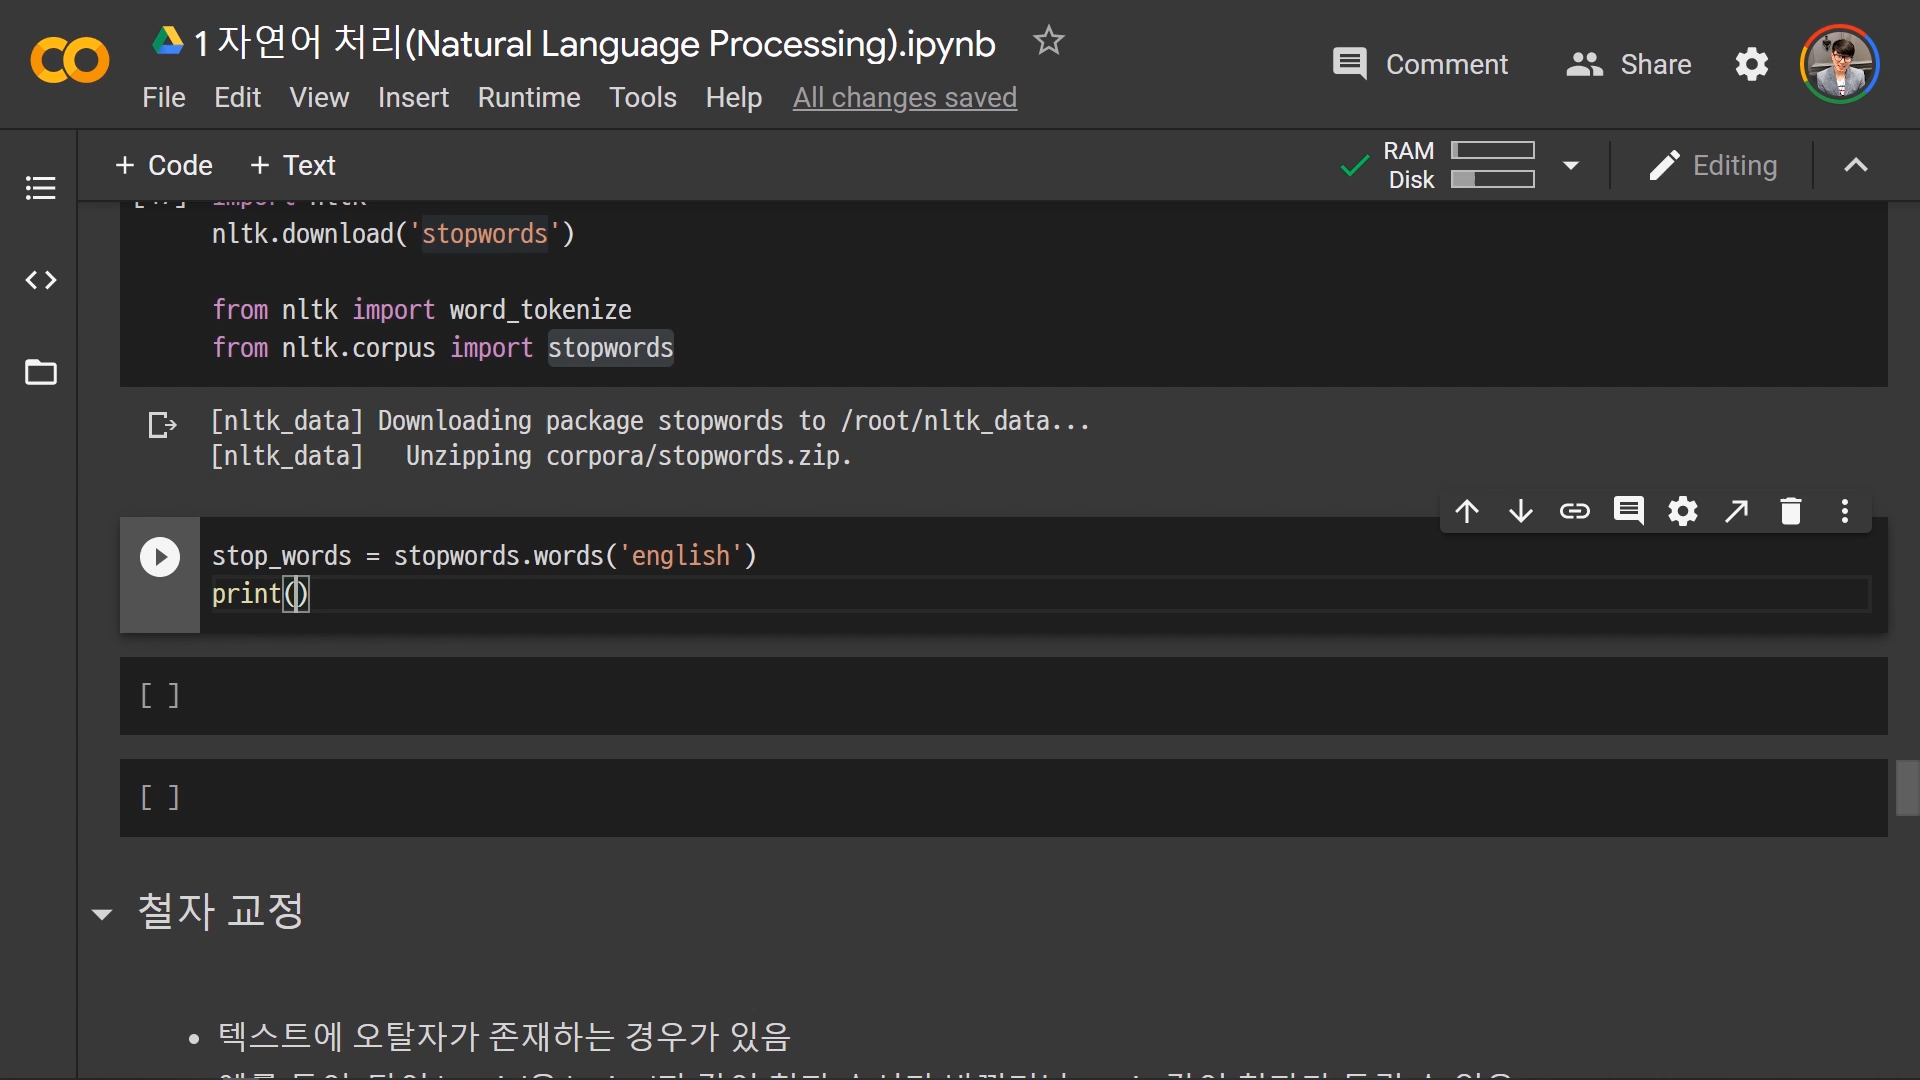 1 자연어 처리(Natural Language Processing).ipynb
Comment
Share
File Edit View Insert Runtime Tools Help All changes saved
+ Code + Text
RAM
Disk
Editing
import nltk
nltk.download('stopwords')
from nltk import word_tokenize
from nltk.corpus import stopwords
[nltk_data] Downloading package stopwords to /root/nltk_data...
[nltk_data]   Unzipping corpora/stopwords.zip.
stop_words = stopwords.words('english')
print()
[ ]
[ ]
철자 교정
• 텍스트에 오탈자가 존재하는 경우가 있음